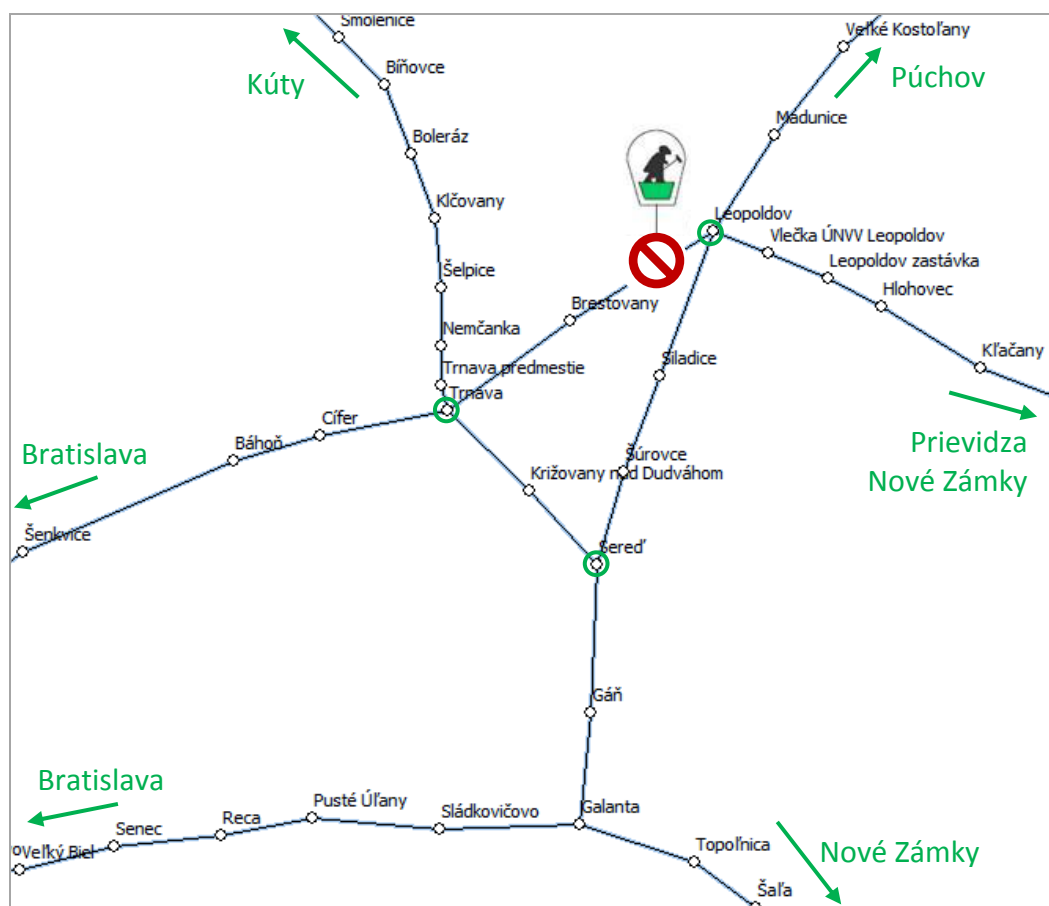 Smolenice
Veľké Kostoľany
Bíňovce
Kúty
Púchov
Madunice
Boleráz
Klčovany
Leopoldov
Vlečka ÚNVV Leopoldov
Leopoldov zastávka
Šelpice
Hlohovec
Brestovany
Nemčanka
Kľačany
Siladice
Trnava predmestie
Trnava
Cífer
Prievidza
Nové Zámky
Báhoň
Bratislava
Šúrovce
Križovany nad Dudváhom
Šenkvice
Sereď
Gáň
Bratislava
Pusté Úľany
Sládkovičovo
Galanta
Reca
Senec
Topoľnica
Nové Zámky
Veľký Biel
Šaľa